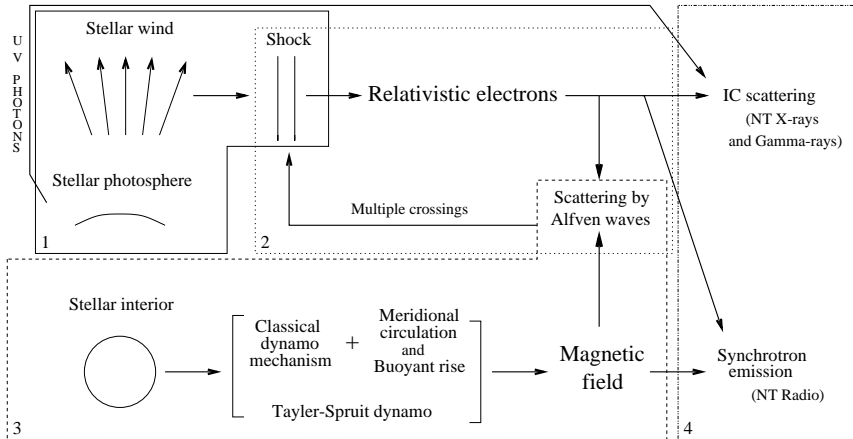 UV PHOTONS
Stellar wind
Shock
Relativistic electrons
IC scattering
(NT X-rays
and Gamma-rays)
Stellar photosphere
Scattering by
Alfven waves
Multiple crossings
1
2
Stellar interior
Classical
dynamo
mechanism
+
Meridional
circulation
and
Buoyant rise
Tayler-Spruit dynamo
Magnetic
field
Synchrotron
emission
(NT Radio)
3
4